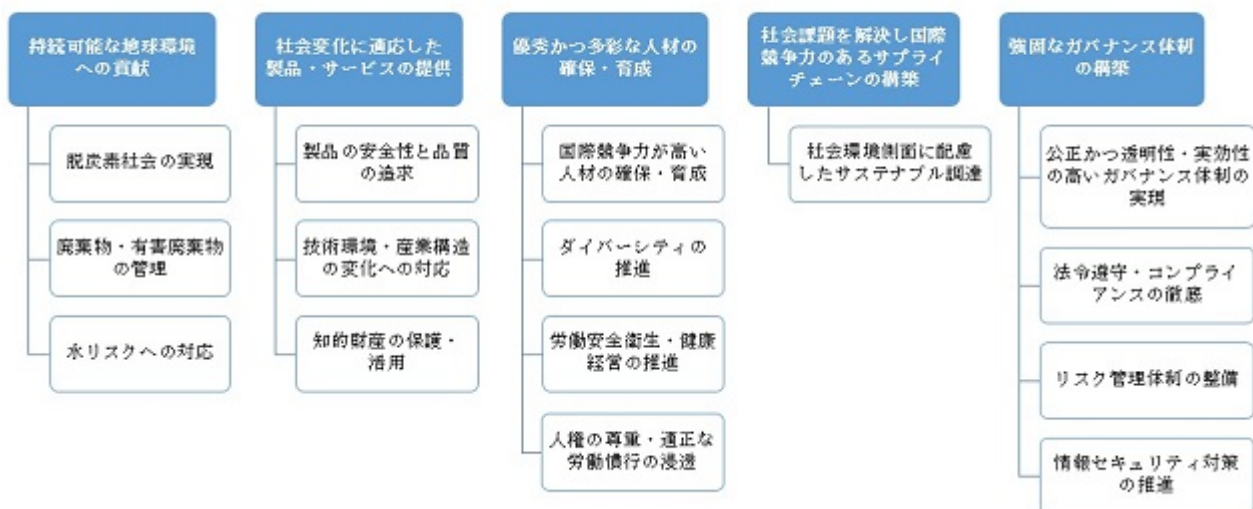 持続可能な地球環境
への貢献
脱炭素社会の実現
廃棄物・有害廃棄物
の管理
水リスクへの対応
社会変化に適応した
製品・サービスの提供
製品の安全性と品質
の追求
技術環境・産業構造
の変化への対応
知的財産の保護・
活用
優秀かつ多彩な人材の
確保・育成
国際競争力が高い
人材の確保・育成
ダイバーシティの
推進
労働安全衛生・健康
経営の推進
人権の尊重・適正な
労働慣行の浸透
社会課題を解決し国際
競争力のあるサプライ
チェーンの構築
社会環境側面に配慮
したサステナブル調達
強固なガバナンス体制
の構築
公正かつ透明性・実効性
の高いガバナンス体制の
実現
法令遵守・コンプライ
アンスの徹底
リスク管理体制の整備
情報セキュリティ対策
の推進